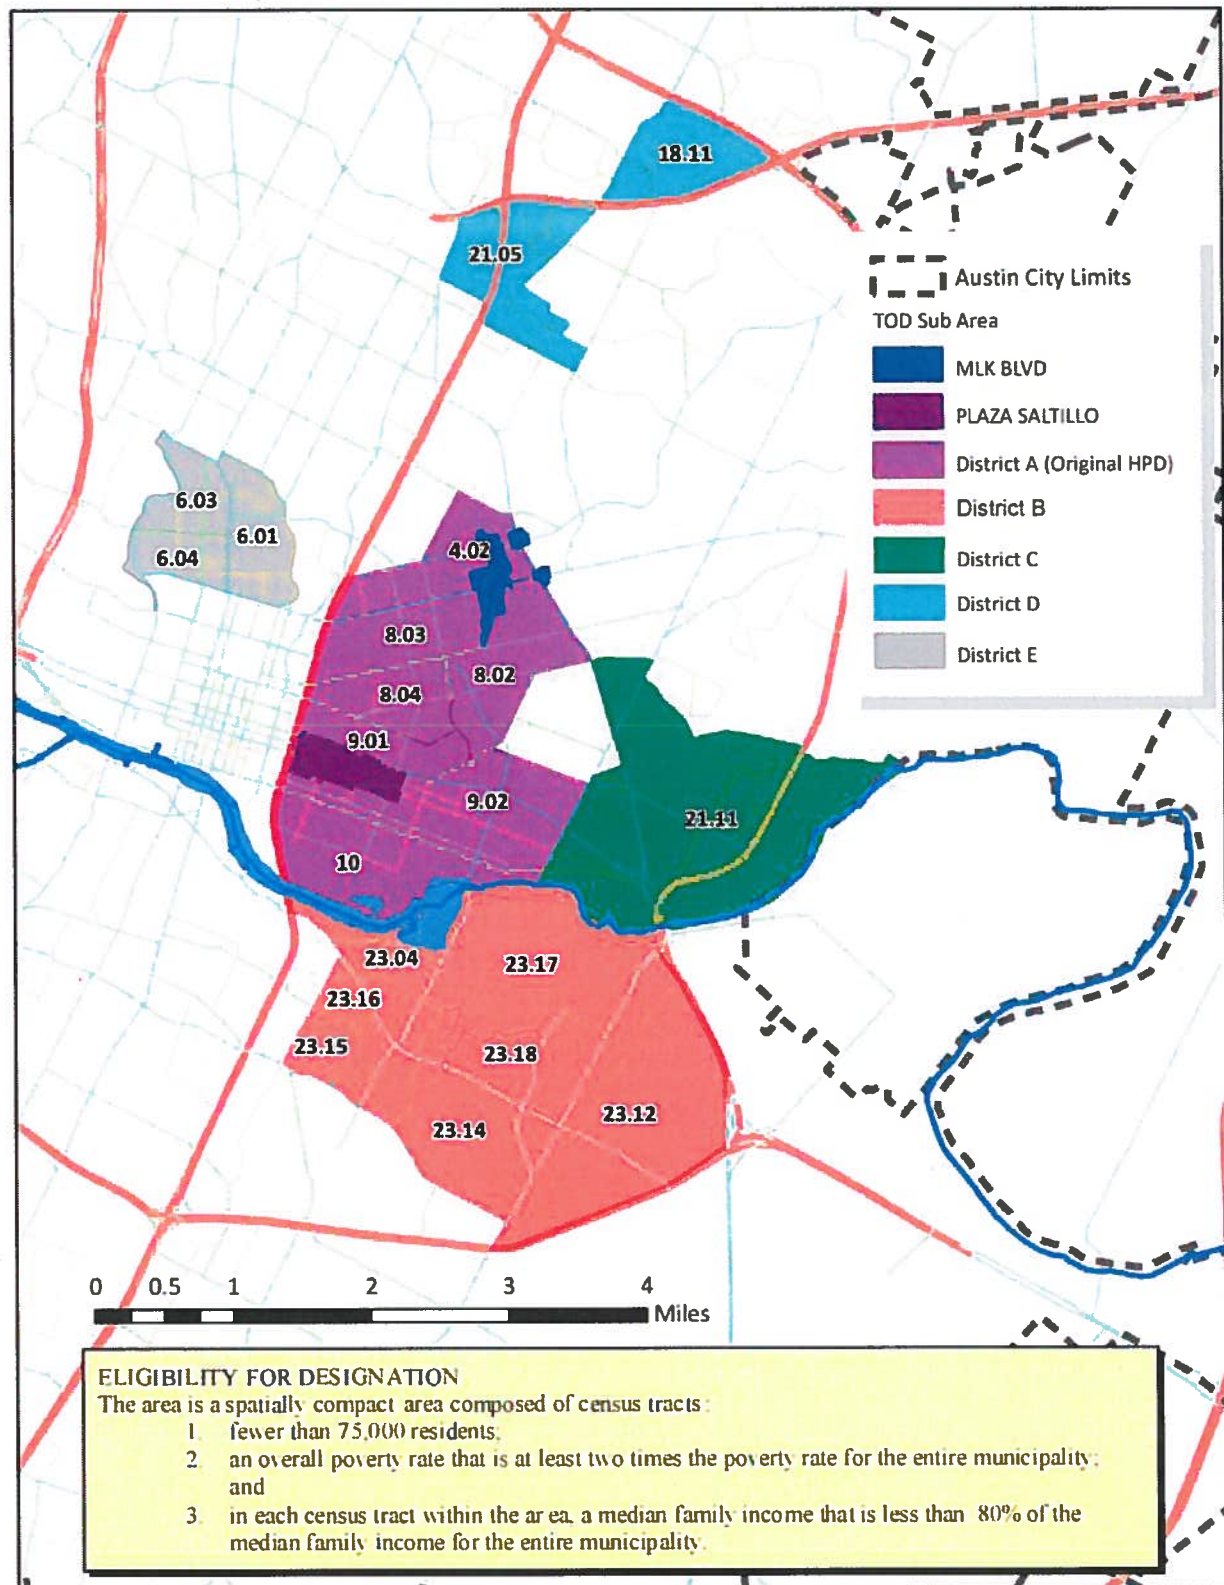 18.11
21.05
Austin City Limits
TOD Sub Area
MLK BLVD
PLAZA SALTILLO
District A (Original HPD)
District B
District C
District D
District E
6.03
6.01
6.04
4.02
8.03
8.02
8.04
9.01
9.02
21.11
10
23.04
23.17
23.16
23.15
23.18
23.12
23.14
0 0.5 1 2 3 4
Miles
ELIGIBILITY FOR DESIGNATION
The area is a spatially compact area composed of census tracts:
1. fewer than 75,000 residents;
2. an overall poverty rate that is at least two times the poverty rate for the entire municipality;
and
3. in each census tract within the area, a median family income that is less than 80% of the
median family income for the entire municipality.